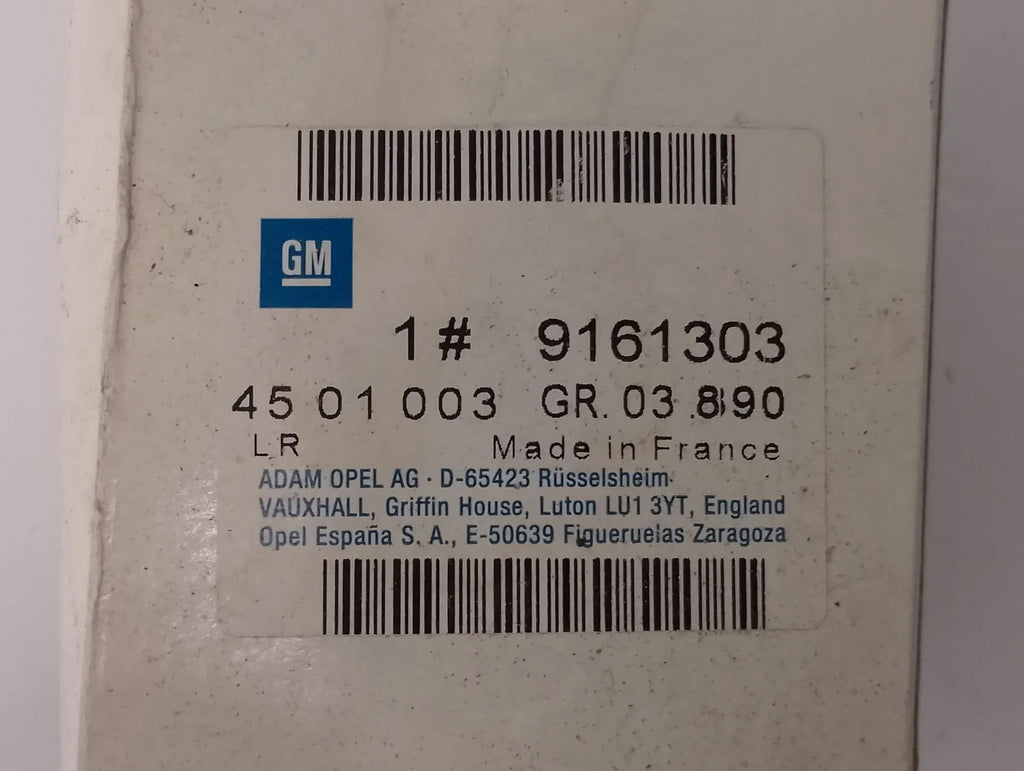 GM
1# 9161303
45 01 003 GR. 03.890
LR Made in France
ADAM OPEL AG · D-65423 Rüsselsheim
VAUXHALL, Griffin House, Luton LU1 3YT, England
Opel España S. A., E-50639 Figueruelas Zaragoza